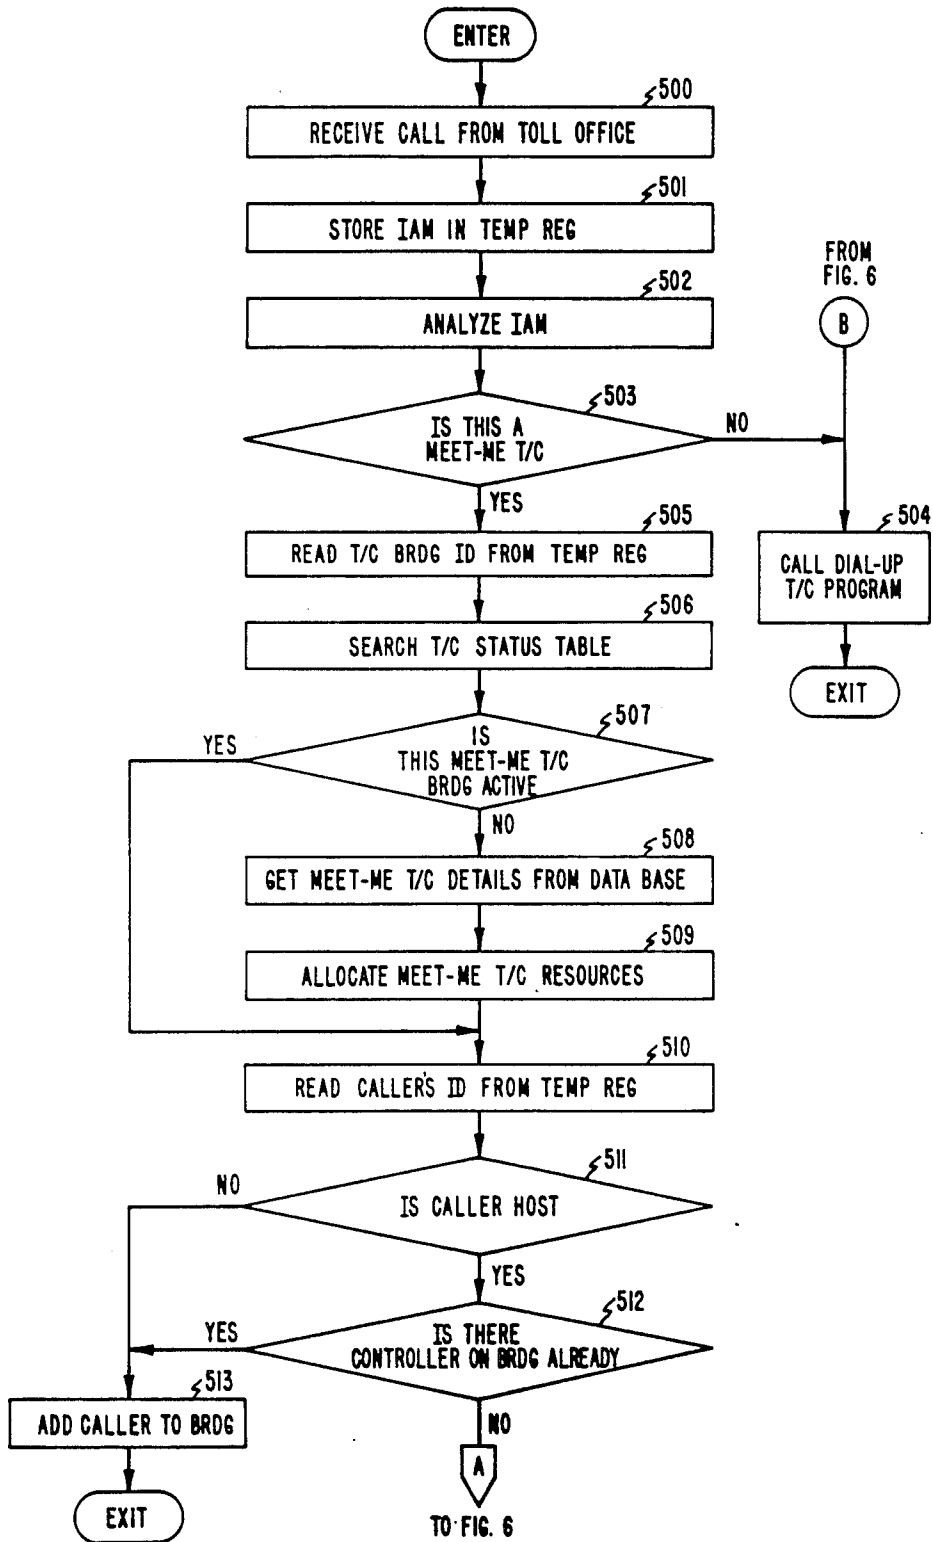 ENTER
500
RECEIVE CALL FROM TOLL OFFICE
501
STORE IAM IN TEMP REG
502
ANALYZE IAM
FROM
FIG. 6
B
503
IS THIS A
MEET-ME T/C
NO
YES
504
CALL DIAL-UP
T/C PROGRAM
EXIT
505
READ T/C BRDG ID FROM TEMP REG
506
SEARCH T/C STATUS TABLE
507
IS
THIS MEET-ME T/C
BRDG ACTIVE
YES
NO
508
GET MEET-ME T/C DETAILS FROM DATA BASE
509
ALLOCATE MEET-ME T/C RESOURCES
510
READ CALLER'S ID FROM TEMP REG
511
IS CALLER HOST
NO
YES
512
IS THERE
CONTROLLER ON BRDG ALREADY
YES
NO
513
ADD CALLER TO BRDG
EXIT
A
TO FIG. 6